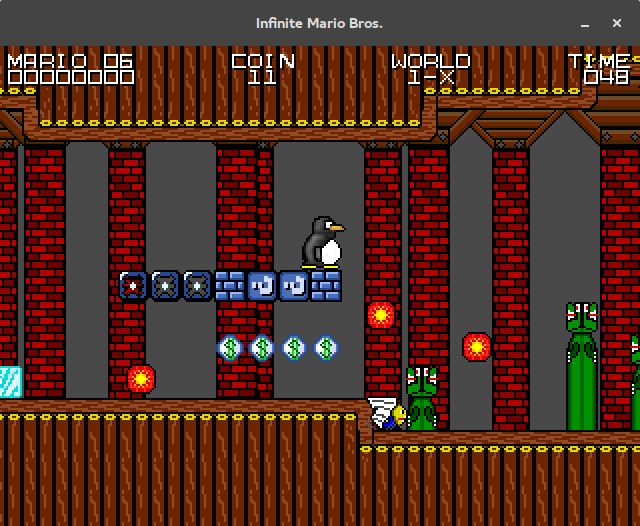 Infinite Mario Bros.
MARIO 06 COIN WORLD TIME
00000000 11 1-X 048